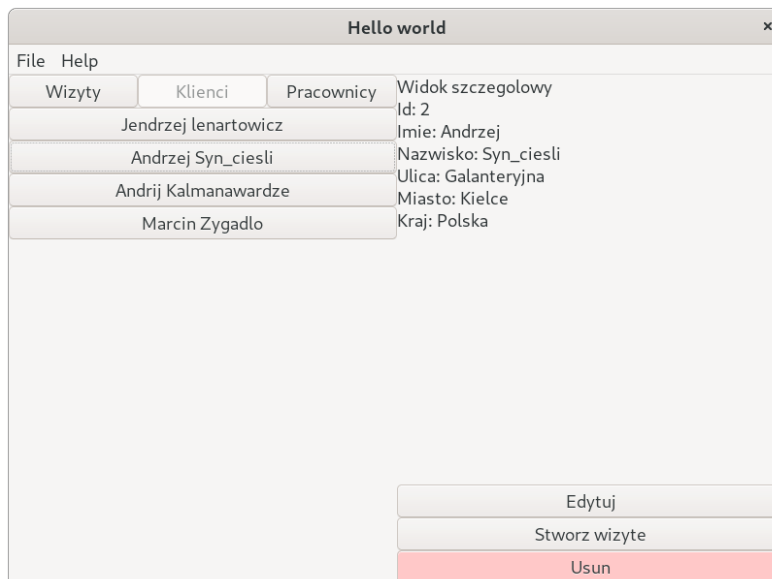 Hello world ×
File Help
Wizyty Klienci Pracownicy
Jendrzej lenartowicz
Andrzej Syn_ciesli
Andrij Kalmanawardze
Marcin Zygadlo
Widok szczegolowy
Id: 2
Imie: Andrzej
Nazwisko: Syn_ciesli
Ulica: Galanteryjna
Miasto: Kielce
Kraj: Polska
Edytuj
Stworz wizyte
Usun